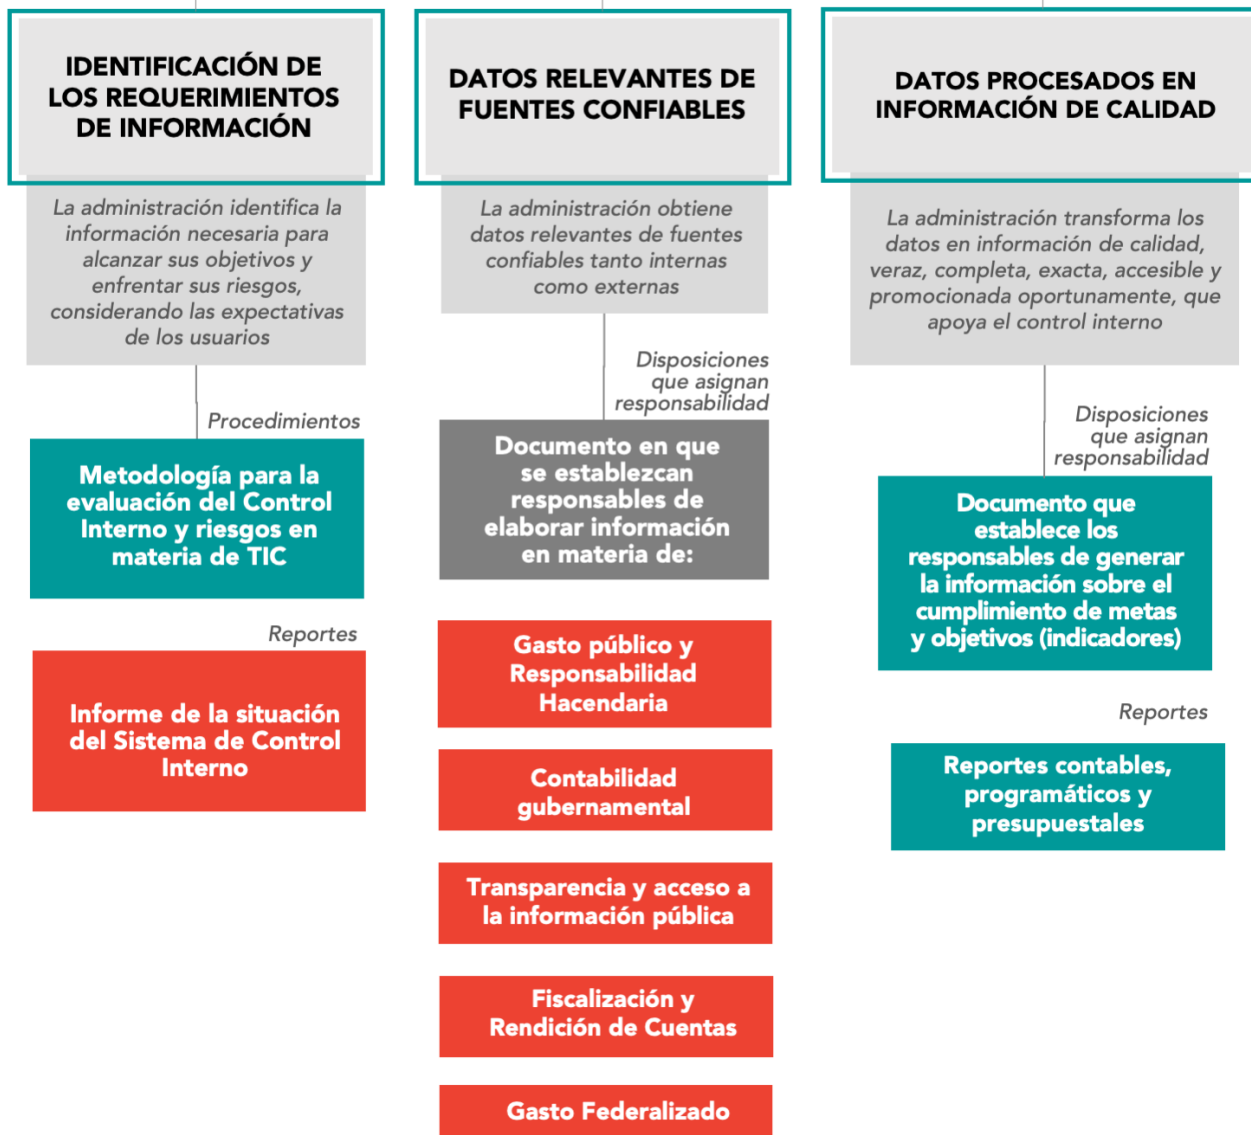 IDENTIFICACIÓN DE
LOS REQUERIMIENTOS
DE INFORMACIÓN
La administración identifica la
información necesaria para
alcanzar sus objetivos y
enfrentar sus riesgos,
considerando las expectativas
de los usuarios
Procedimientos
Metodología para la
evaluación del Control
Interno y riesgos en
materia de TIC
Reportes
Informe de la situación
del Sistema de Control
Interno
DATOS RELEVANTES DE
FUENTES CONFIABLES
La administración obtiene
datos relevantes de fuentes
confiables tanto internas
como externas
Disposiciones
que asignan
responsabilidad
Documento en que
se establezcan
responsables de
elaborar información
en materia de:
Gasto público y
Responsabilidad
Hacendaria
Contabilidad
gubernamental
Transparencia y acceso a
la información pública
Fiscalización y
Rendición de Cuentas
Gasto Federalizado
DATOS PROCESADOS EN
INFORMACIÓN DE CALIDAD
La administración transforma los
datos en información de calidad,
veraz, completa, exacta, accesible y
promocionada oportunamente, que
apoya el control interno
Disposiciones
que asignan
responsabilidad
Documento que
establece los
responsables de generar
la información sobre el
cumplimiento de metas
y objetivos (indicadores)
Reportes
Reportes contables,
programáticos y
presupuestales